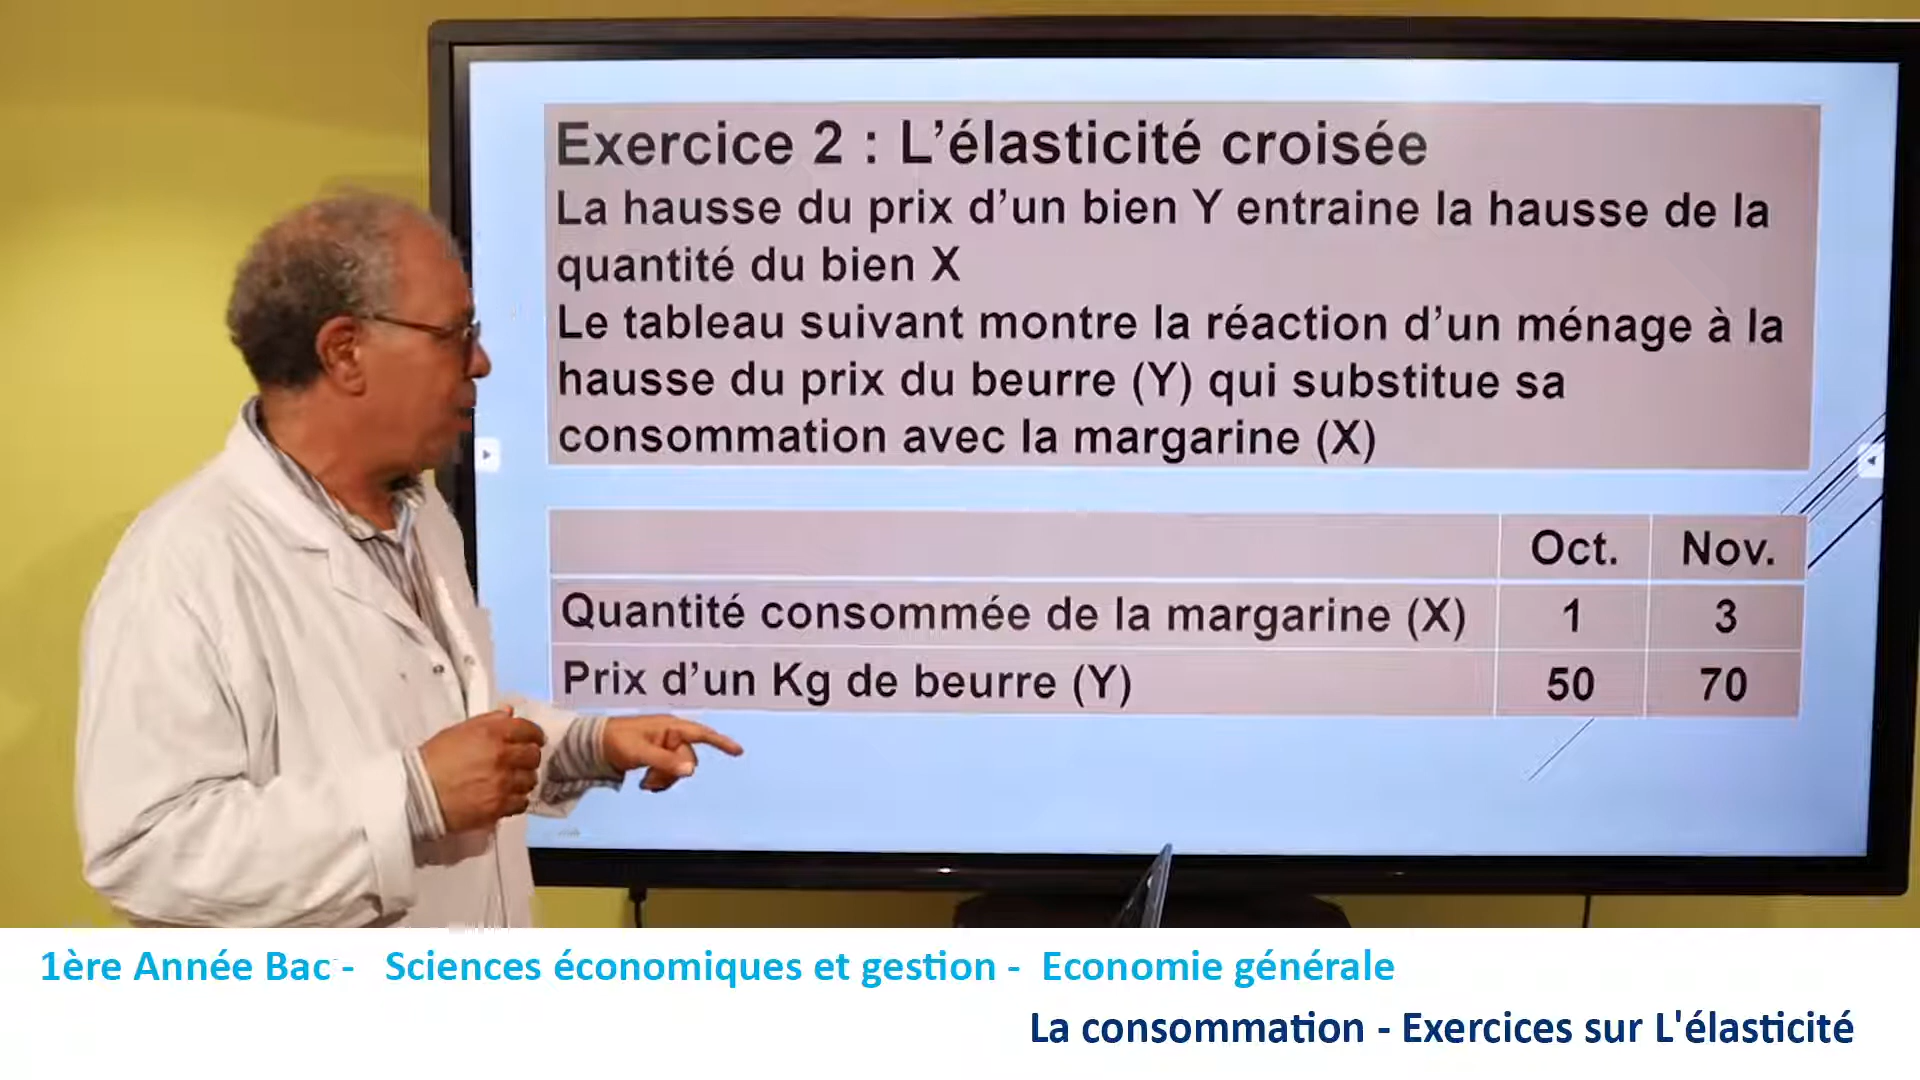 Exercice 2 : L'élasticité croisée
La hausse du prix d'un bien Y entraine la hausse de la
quantité du bien X
Le tableau suivant montre la réaction d'un ménage à la
hausse du prix du beurre (Y) qui substitue sa
consommation avec la margarine (X)
Oct. Nov.
Quantité consommée de la margarine (X) 1 3
Prix d'un Kg de beurre (Y) 50 70
1ère Année Bac - Sciences économiques et gestion - Economie générale
La consommation - Exercices sur L'élasticité